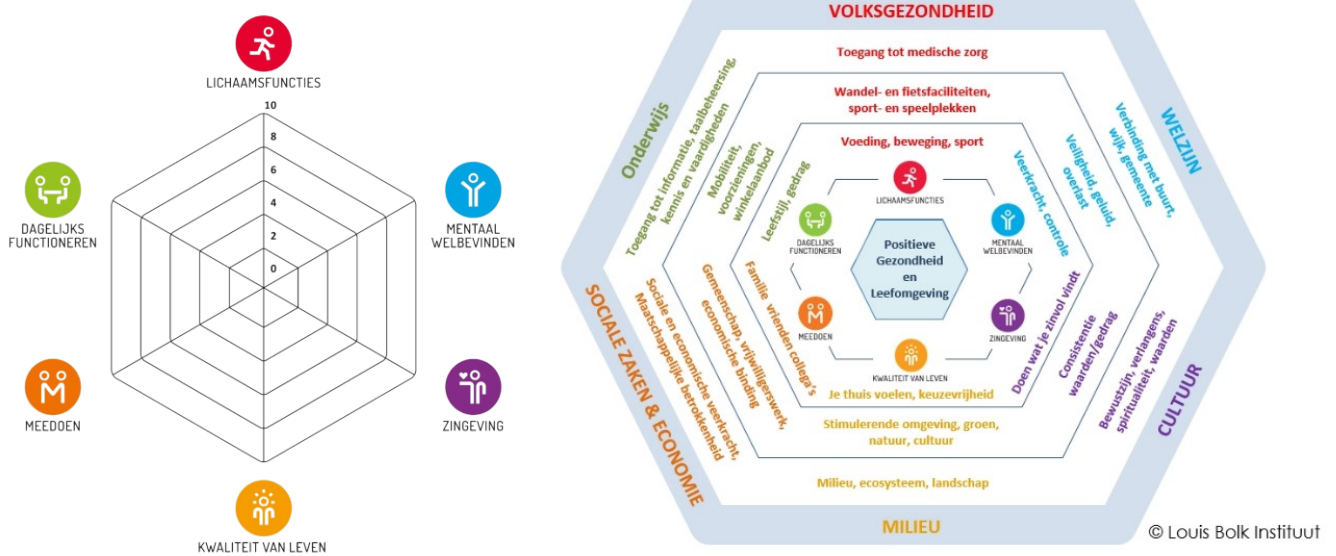 LICHAAMSFUNCTIES
10
8
6
4
2
0
DAGELIJKS
FUNCTIONEREN
MENTAAL
WELBEVINDEN
MEEDOEN
ZINGEVING
KWALITEIT VAN LEVEN
VOLKSGEZONDHEID
Toegang tot medische zorg
Wandel- en fietsfaciliteiten,
sport- en speelplekken
Voeding, beweging, sport
LICHAAMSFUNCTIES
Onderwijs
Toegang tot informatie, taalbeheersing,
kennis en vaardigheden
Mobiliteit,
voorzieningen,
winkelaanbod
Leefstijl, gedrag
DAGELIJKS
FUNCTIONEREN
WELZIJN
Verbinding met buurt,
wijk, gemeente
Veiligheid, geluid,
overlast
Veerkracht, controle
MENTAAL
WELBEVINDEN
Positieve
Gezondheid
en
Leefomgeving
SOCIALE ZAKEN & ECONOMIE
Sociale en economische veerkracht,
Maatschappelijke betrokkenheid
Gemeenschap, vrijwilligerswerk,
economische binding
Familie vrienden collega's
MEEDOEN
ZINGEVING
Doen wat je zinvol vindt
Consistentie
waarden/gedrag
Bewustzijn, verlangens,
spiritualiteit, waarden
CULTUUR
KWALITEIT VAN LEVEN
Je thuis voelen, keuzevrijheid
Stimulerende omgeving, groen,
natuur, cultuur
Milieu, ecosysteem, landschap
MILIEU
© Louis Bolk Instituut